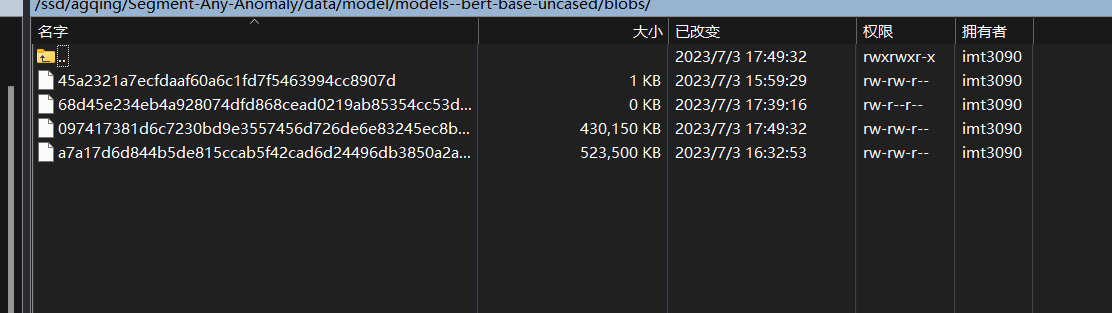 /ssd/agqing/Segment-Any-Anomaly/data/model/models--bert-base-uncased/blobs/
名字 大小 已改变 权限 拥有者
.. 2023/7/3 17:49:32 rwxrwxr-x imt3090
45a2321a7ecfdaaf60a6c1fd7f5463994cc8907d 1 KB 2023/7/3 15:59:29 rw-rw-r-- imt3090
68d45e234eb4a928074dfd868cead0219ab85354cc53d... 0 KB 2023/7/3 17:39:16 rw-r--r-- imt3090
097417381d6c7230bd9e3557456d726de6e83245ec8b... 430,150 KB 2023/7/3 17:49:32 rw-rw-r-- imt3090
a7a17d6d844b5de815ccab5f42cad6d24496db3850a2a... 523,500 KB 2023/7/3 16:32:53 rw-rw-r-- imt3090